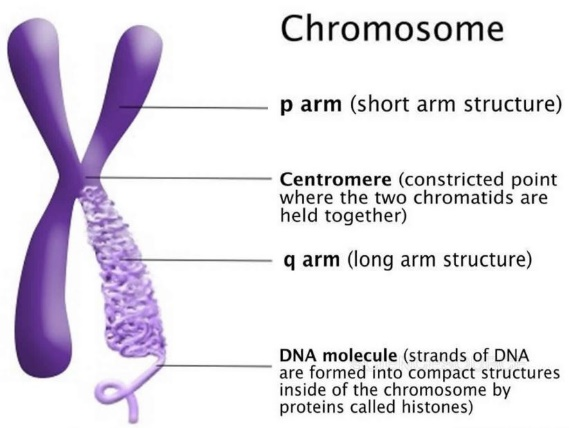 Chromosome
p arm (short arm structure)
Centromere (constricted point
where the two chromatids are
held together)
q arm (long arm structure)
DNA molecule (strands of DNA
are formed into compact structures
inside of the chromosome by
proteins called histones)